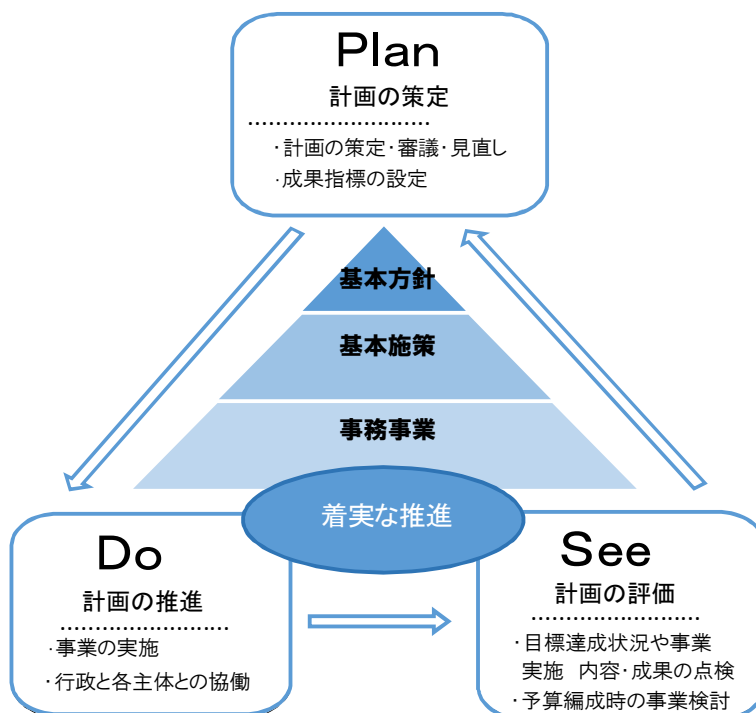 Plan
計画の策定
・計画の策定・審議・見直し
・成果指標の設定
基本方針
基本施策
事務事業
着実な推進
Do
計画の推進
・事業の実施
・行政と各主体との協働
See
計画の評価
・目標達成状況や事業
実施　内容・成果の点検
・予算編成時の事業検討